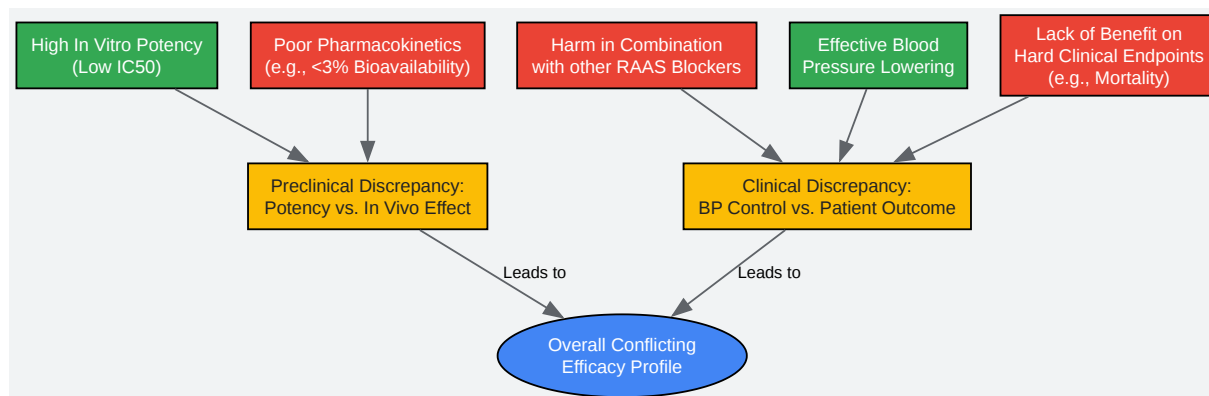 High In Vitro Potency
(Low IC50)
Poor Pharmacokinetics
(e.g., <3% Bioavailability)
Harm in Combination
with other RAAS Blockers
Effective Blood
Pressure Lowering
Lack of Benefit on
Hard Clinical Endpoints
(e.g., Mortality)
Preclinical Discrepancy:
Potency vs. In Vivo Effect
Clinical Discrepancy:
BP Control vs. Patient Outcome
Leads to
Leads to
Overall Conflicting
Efficacy Profile